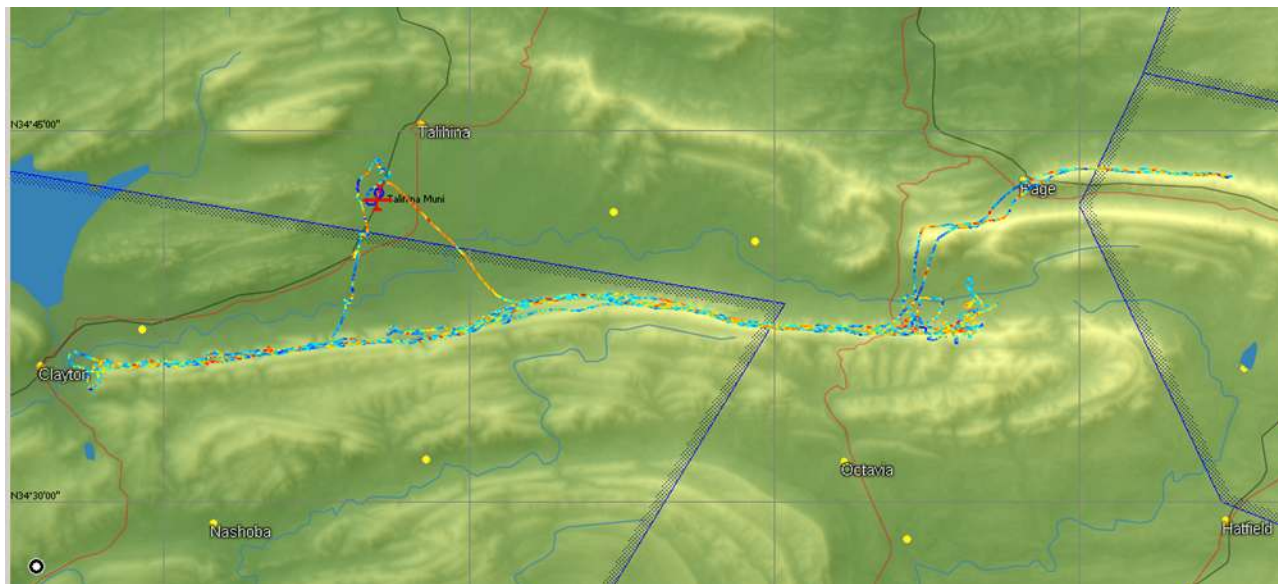 N34°45'00"
Talihina
Page
Talihina Muni
Clayton
Octavia
N34°30'00"
Nashoba
Hatfield